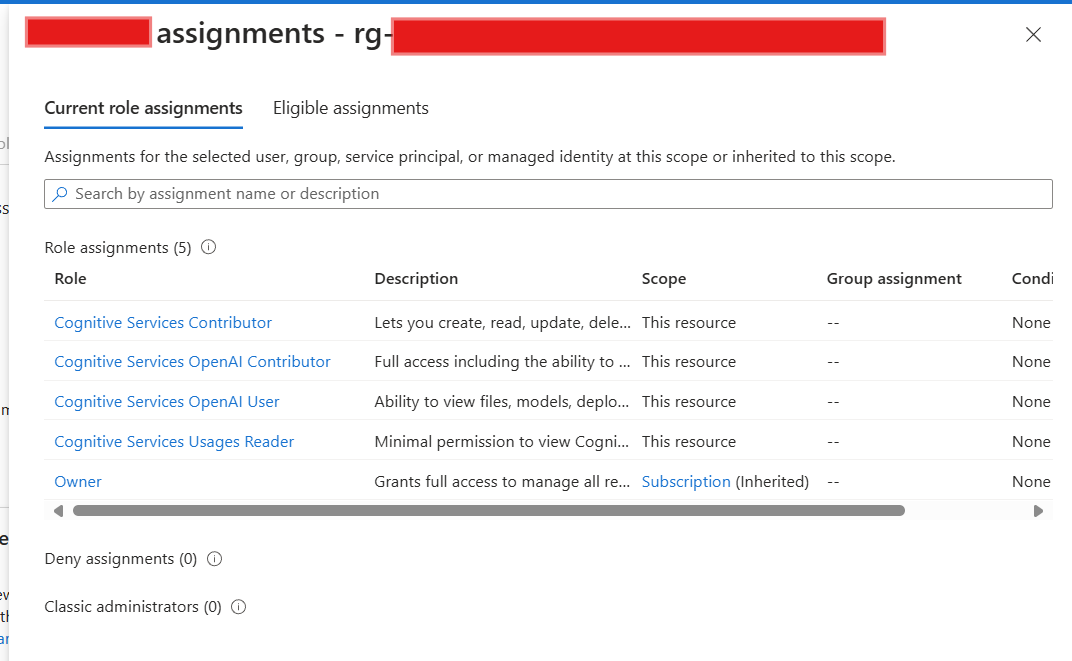 assignments - rg-
Current role assignments Eligible assignments
Assignments for the selected user, group, service principal, or managed identity at this scope or inherited to this scope.
Search by assignment name or description
Role assignments (5)
Role Description Scope Group assignment Condi
Cognitive Services Contributor Lets you create, read, update, dele... This resource -- None
Cognitive Services OpenAI Contributor Full access including the ability to ... This resource -- None
Cognitive Services OpenAI User Ability to view files, models, deplo... This resource -- None
Cognitive Services Usages Reader Minimal permission to view Cogni... This resource -- None
Owner Grants full access to manage all re... Subscription (Inherited) -- None
Deny assignments (0)
Classic administrators (0)